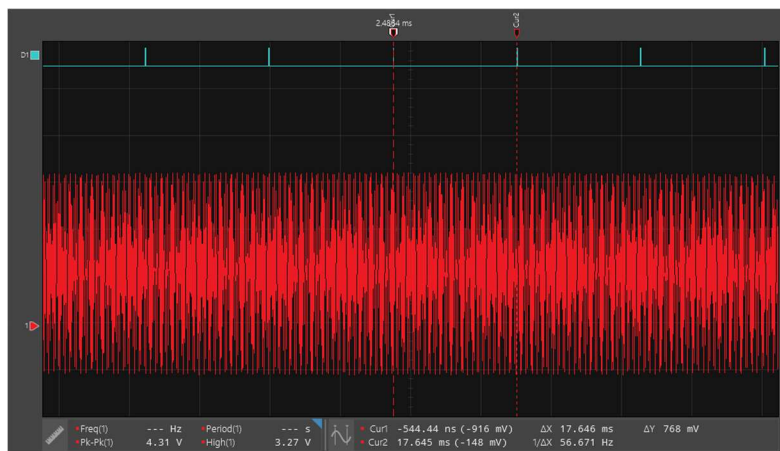 Cur2
2.4864 ms
D1
1
Freq(1) --- Hz Period(1) --- s Cur1 -544.44 ns (-916 mV) ΔX 17.646 ms ΔY 768 mV
Pk-Pk(1) 4.31 V High(1) 3.27 V Cur2 17.645 ms (-148 mV) 1/ΔX 56.671 Hz